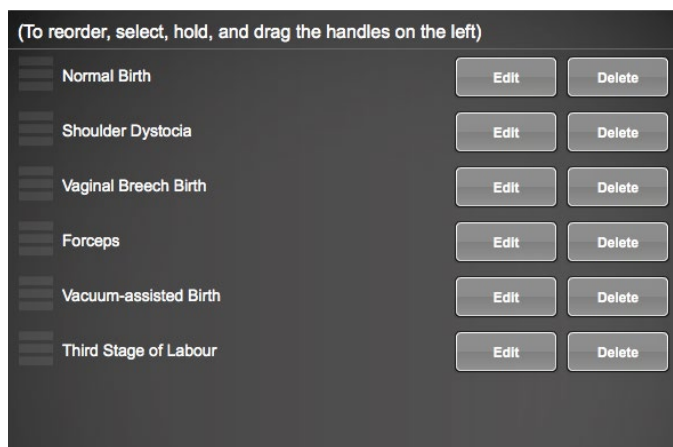 (To reorder, select, hold, and drag the handles on the left)
Normal Birth Edit Delete
Shoulder Dystocia Edit Delete
Vaginal Breech Birth Edit Delete
Forceps Edit Delete
Vacuum-assisted Birth Edit Delete
Third Stage of Labour Edit Delete